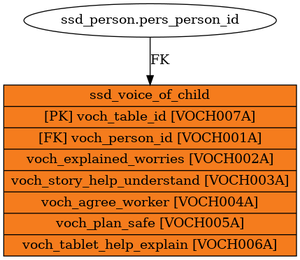 ssd_person.pers_person_id
FK
ssd_voice_of_child
[PK] voch_table_id [VOCH007A]
[FK] voch_person_id [VOCH001A]
voch_explained_worries [VOCH002A]
voch_story_help_understand [VOCH003A]
voch_agree_worker [VOCH004A]
voch_plan_safe [VOCH005A]
voch_tablet_help_explain [VOCH006A]